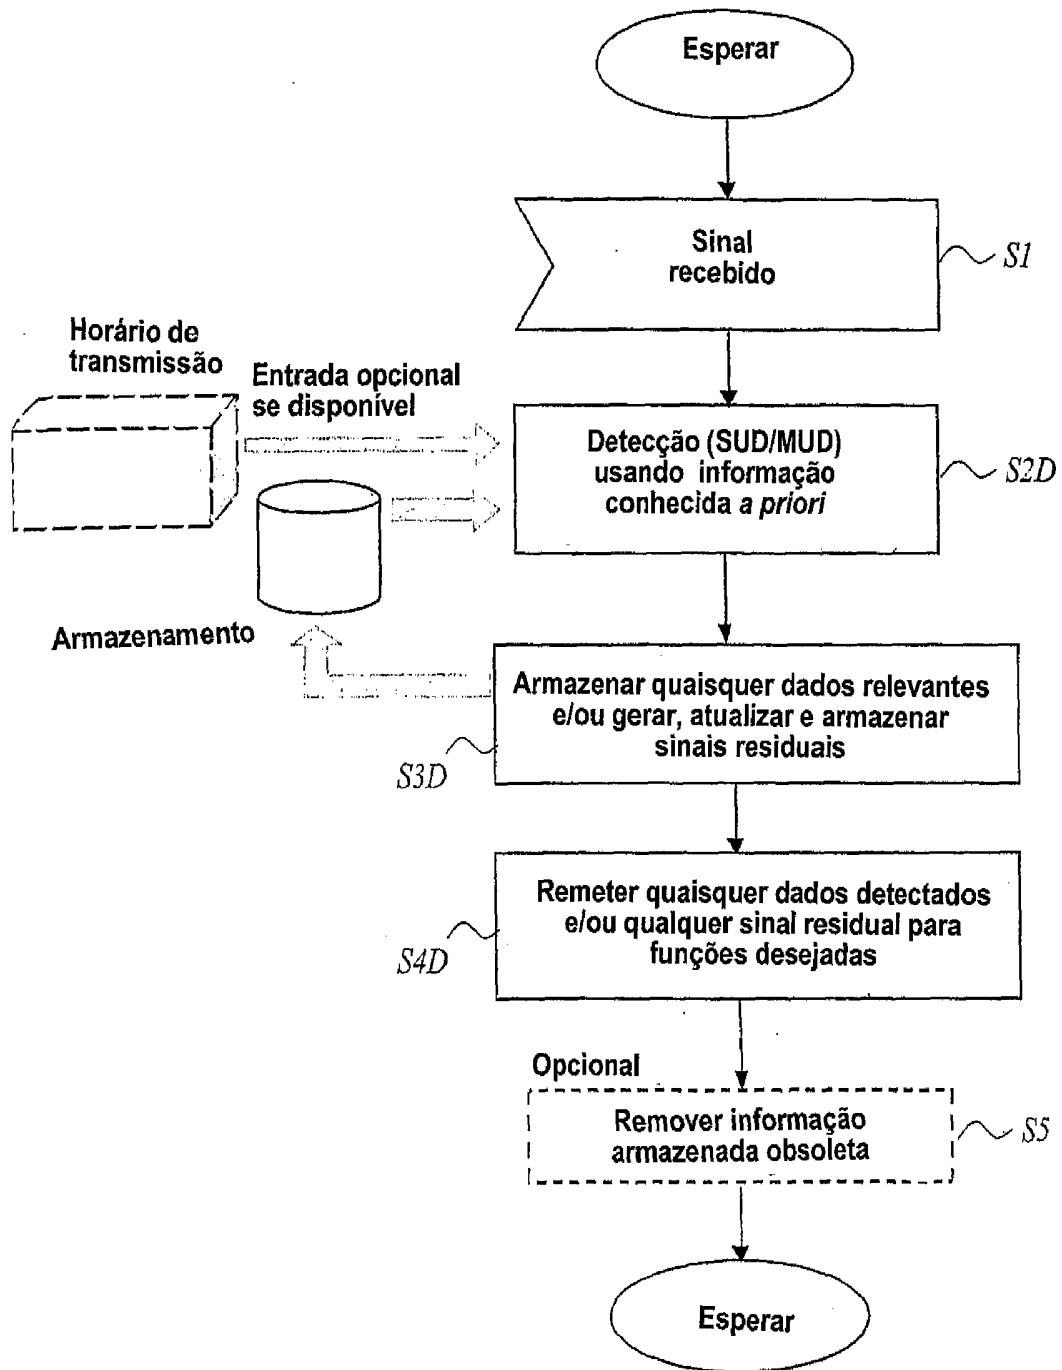 Esperar
Sinal
recebido
S1
Horário de
transmissão
Entrada opcional
se disponível
Detecção (SUD/MUD)
usando informação
conhecida a priori
S2D
Armazenamento
Armazenar quaisquer dados relevantes
e/ou gerar, atualizar e armazenar
sinais residuais
S3D
Remeter quaisquer dados detectados
e/ou qualquer sinal residual para
funções desejadas
S4D
Opcional
Remover informação
armazenada obsoleta
S5
Esperar